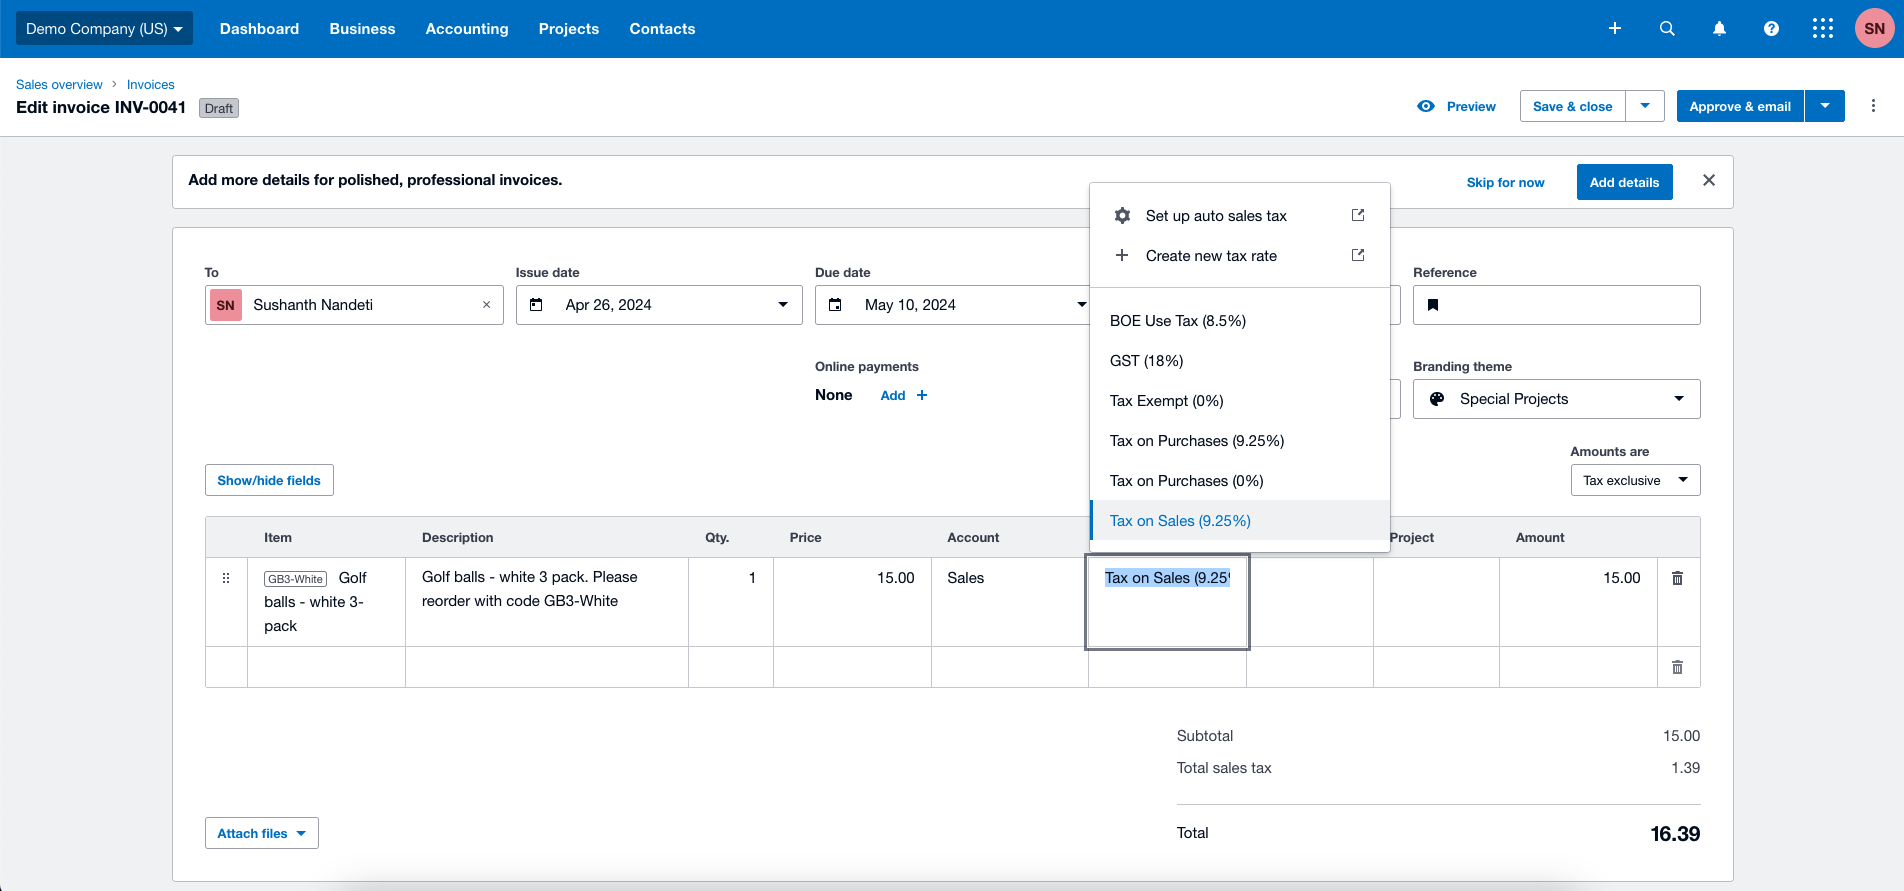 Demo Company (US)
Dashboard
Business
Accounting
Projects
Contacts
SN
Sales overview
Invoices
Edit invoice INV-0041
Draft
Preview
Save & close
Approve & email
Add more details for polished, professional invoices.
Skip for now
Add details
Set up auto sales tax
Create new tax rate
BOE Use Tax (8.5%)
GST (18%)
Tax Exempt (0%)
Tax on Purchases (9.25%)
Tax on Purchases (0%)
Tax on Sales (9.25%)
To
SN
Sushanth Nandeti
Issue date
Apr 26, 2024
Due date
May 10, 2024
Reference
Online payments
None
Add
Branding theme
Special Projects
Show/hide fields
Amounts are
Tax exclusive
Item
Description
Qty.
Price
Account
Project
Amount
GB3-White Golf
balls - white 3-
pack
Golf balls - white 3 pack. Please
reorder with code GB3-White
1
15.00
Sales
Tax on Sales (9.25
15.00
Subtotal
15.00
Total sales tax
1.39
Attach files
Total
16.39